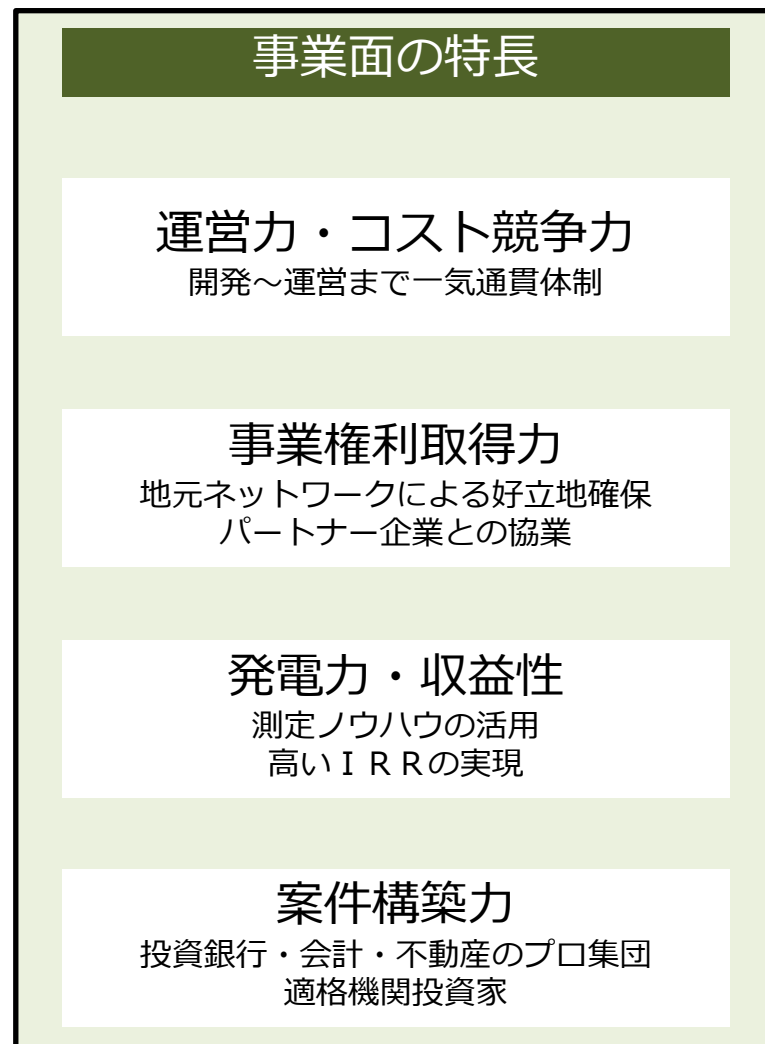 事業面の特長
運営力・コスト競争力
開発～運営まで一気通貫体制
事業権利取得力
地元ネットワークによる好立地確保
パートナー企業との協業
発電力・収益性
測定ノウハウの活用
高いＩＲＲの実現
案件構築力
投資銀行・会計・不動産のプロ集団
適格機関投資家